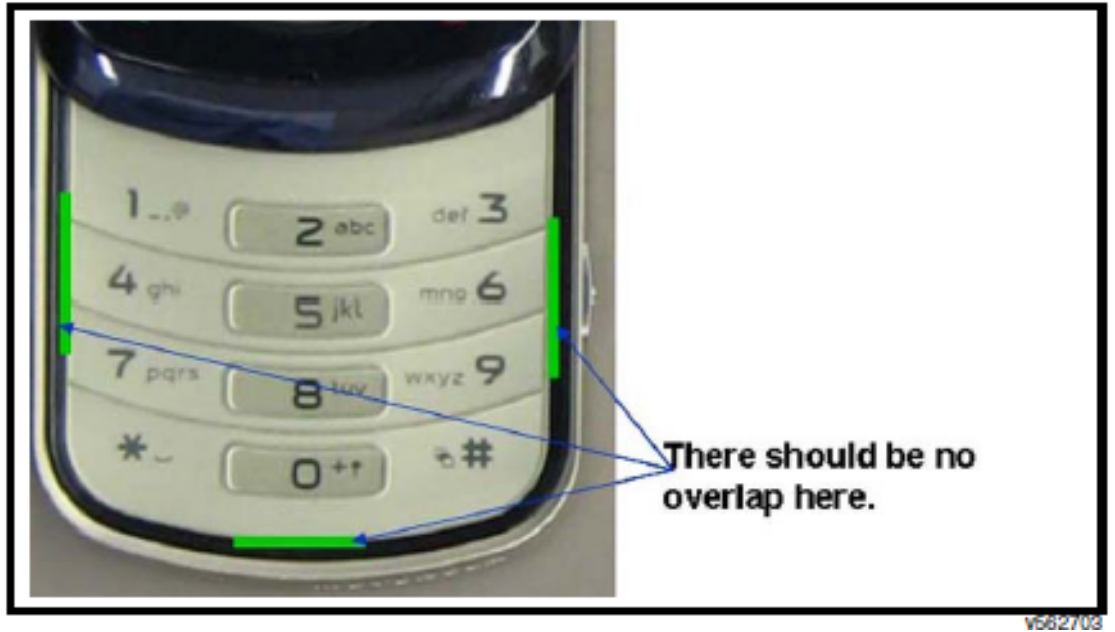 1 _.@ 2 abc def 3
4 ghi 5 jkl mno 6
7 pqrs 8 tuv wxyz 9
* 0 + #
There should be no
overlap here.
v562703